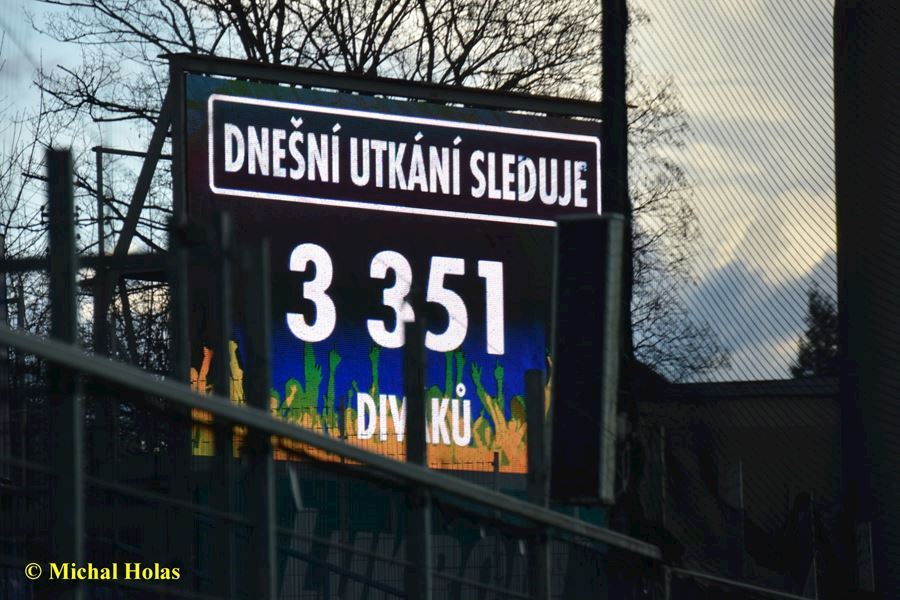 DNEŠNÍ UTKÁNÍ SLEDUJE
3 351
DIVÁKŮ
© Michal Holas